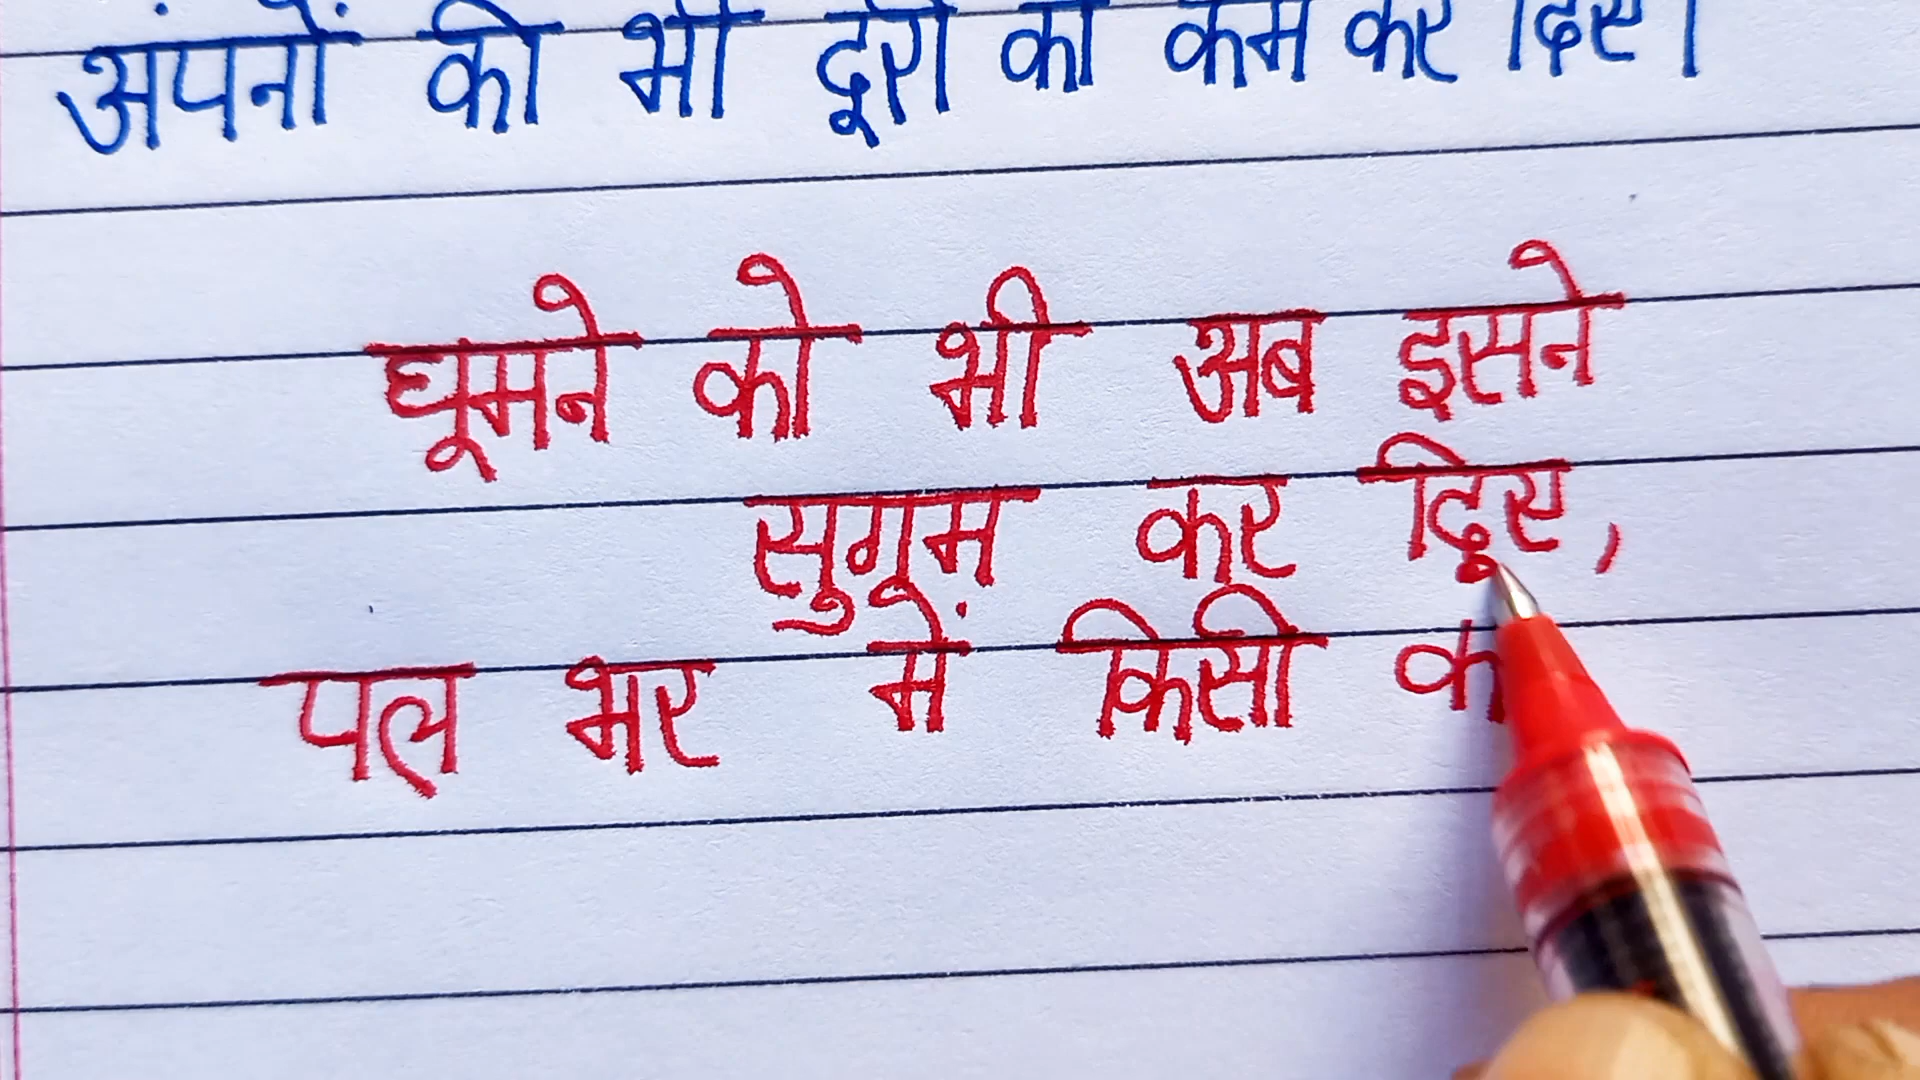 अपनों की भी दूरी को कम कर दिए।
घूमने को भी अब इसने
सुगम कर दिए,
पल भर में किसी